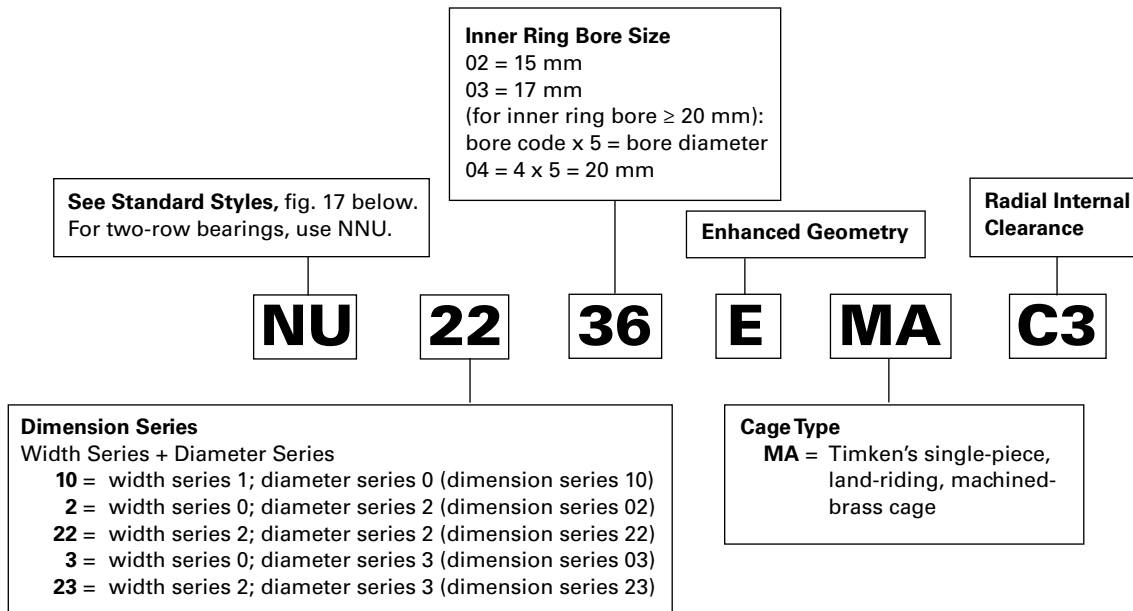 Inner Ring Bore Size
02 = 15 mm
03 = 17 mm
(for inner ring bore ≥ 20 mm):
bore code x 5 = bore diameter
04 = 4 x 5 = 20 mm
See Standard Styles, fig. 17 below.
For two-row bearings, use NNU.
Enhanced Geometry
Radial Internal
Clearance
NU 22 36 E MA C3
Dimension Series
Width Series + Diameter Series
10 = width series 1; diameter series 0 (dimension series 10)
2 = width series 0; diameter series 2 (dimension series 02)
22 = width series 2; diameter series 2 (dimension series 22)
3 = width series 0; diameter series 3 (dimension series 03)
23 = width series 2; diameter series 3 (dimension series 23)
Cage Type
MA = Timken's single-piece,
land-riding, machined-
brass cage